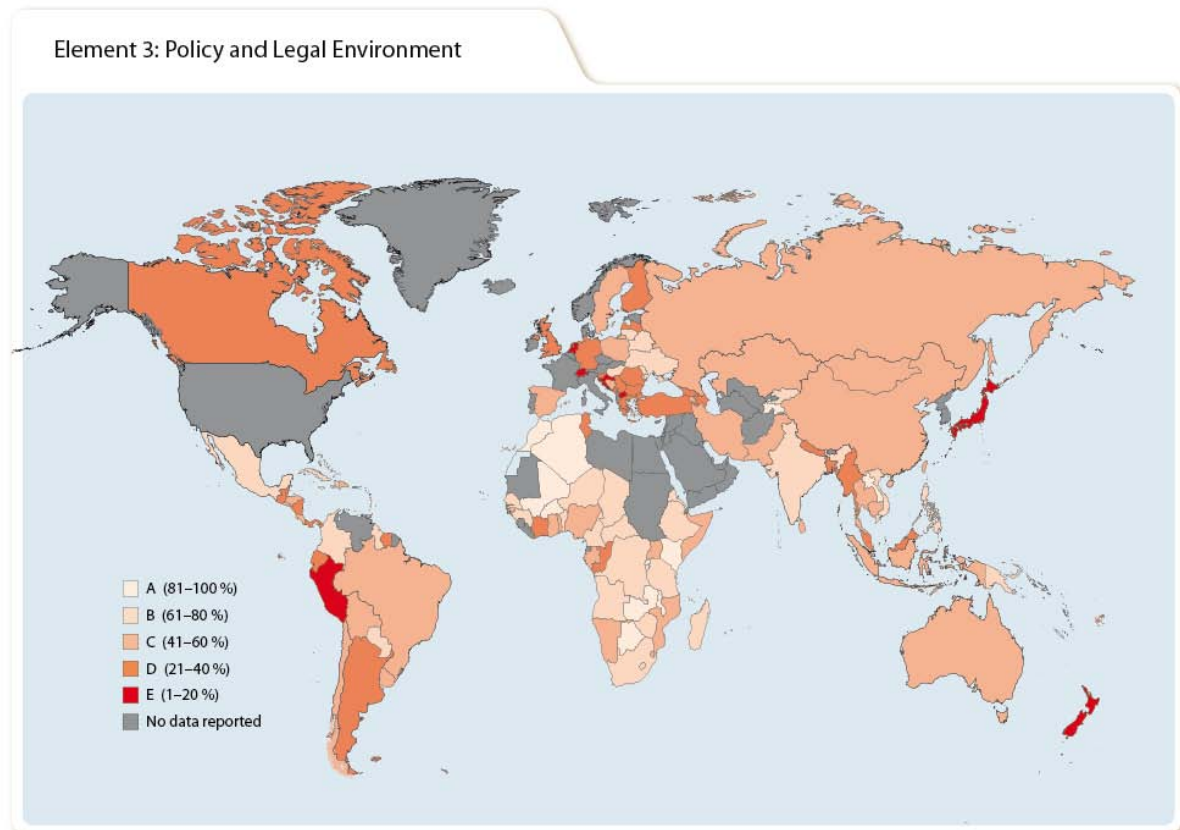 Element 3: Policy and Legal Environment
A (81–100 %)
B (61–80 %)
C (41–60 %)
D (21–40 %)
E (1–20 %)
No data reported